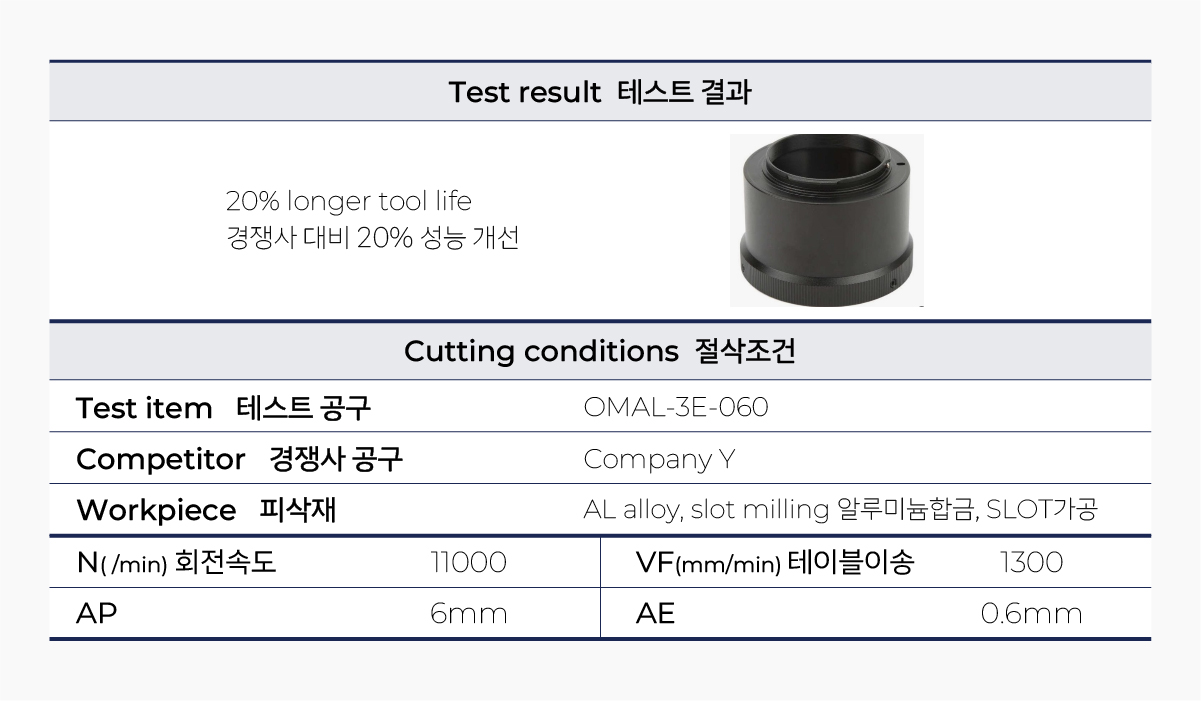 Test result 테스트 결과
20% longer tool life
경쟁사 대비 20% 성능 개선
Cutting conditions 절삭조건
Test item 테스트 공구 OMAL-3E-060
Competitor 경쟁사 공구 Company Y
Workpiece 피삭재 AL alloy, slot milling 알루미늄합금, SLOT가공
N( /min) 회전속도 11000 VF(mm/min) 테이블이송 1300
AP 6mm AE 0.6mm